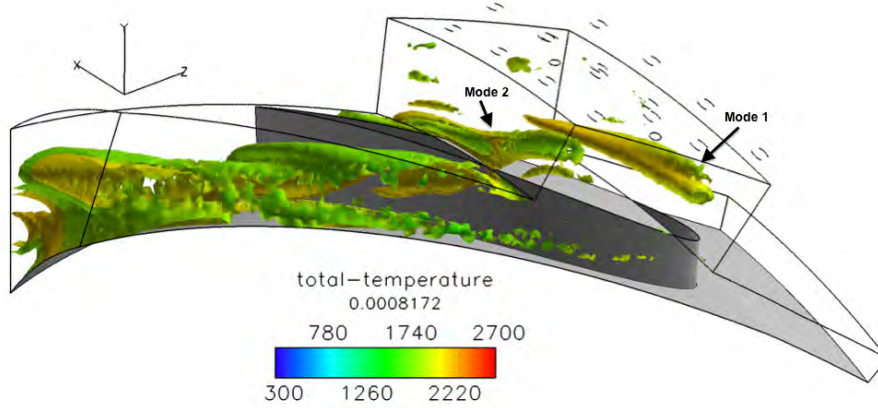 Y
X
Z
Mode 2
Mode 1
total-temperature
0.0008172
780 1740 2700
300 1260 2220